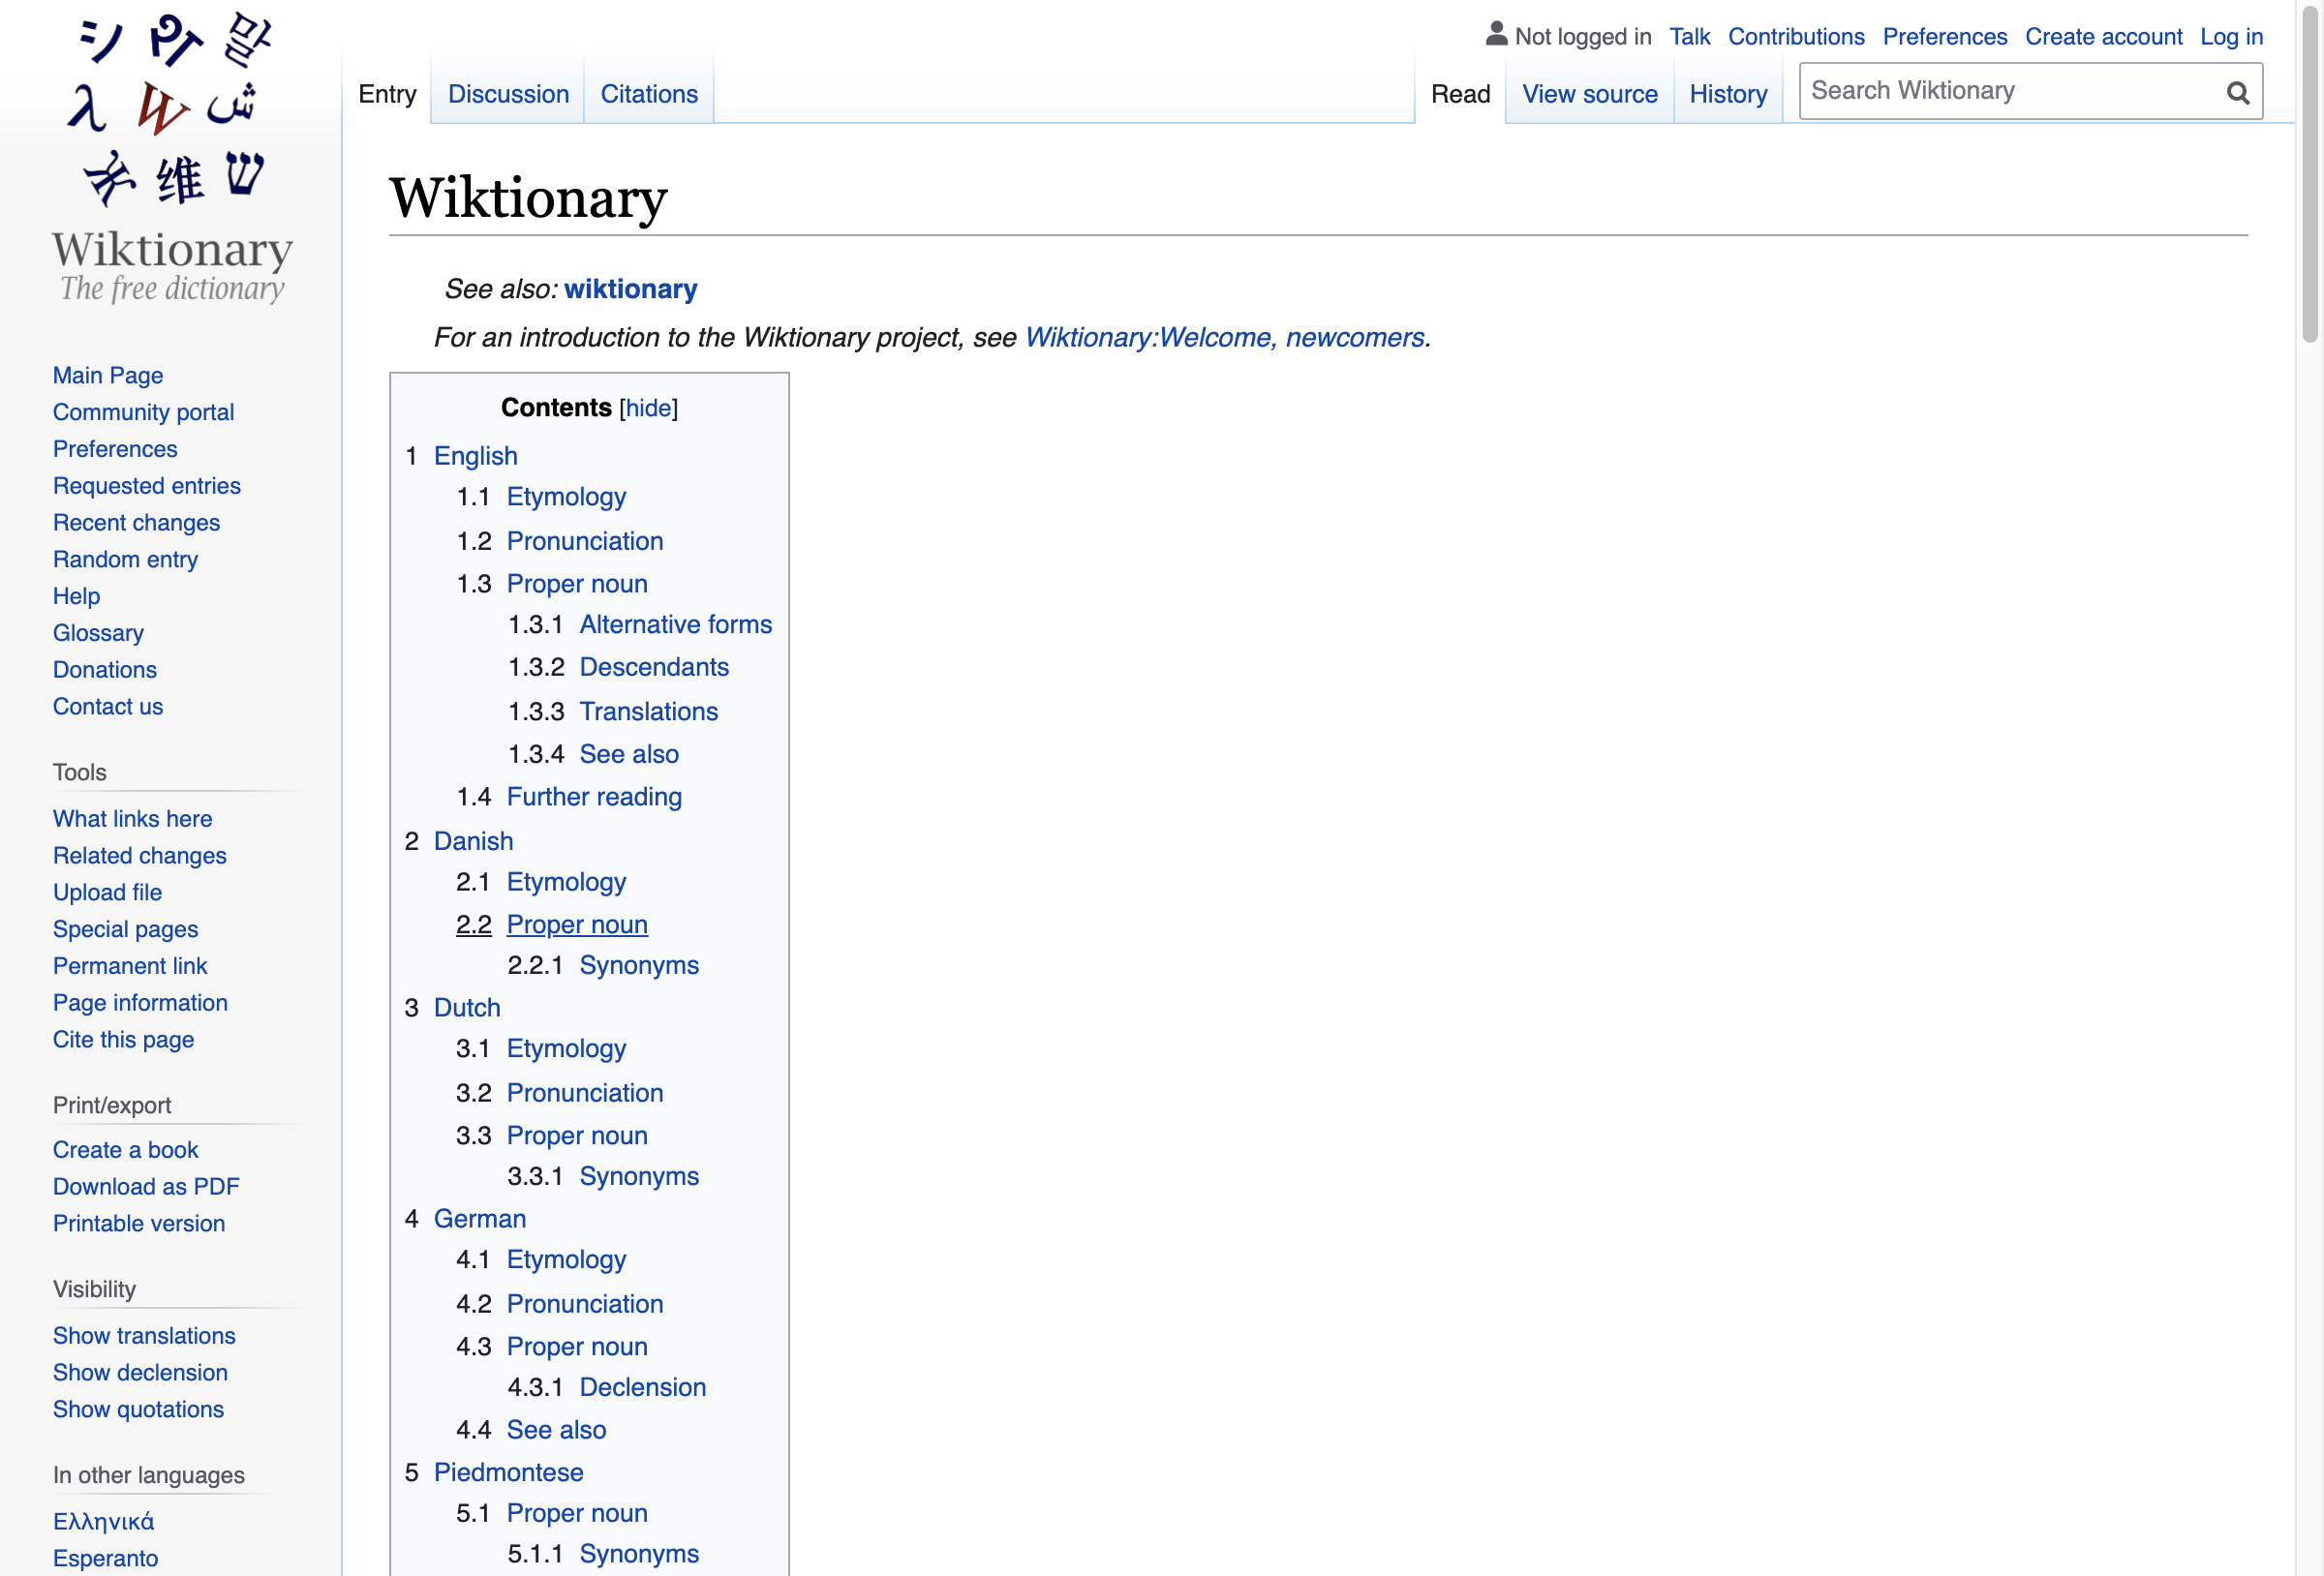 シ 말
λ W ش
维 ש
Wiktionary
The free dictionary
Main Page
Community portal
Preferences
Requested entries
Recent changes
Random entry
Help
Glossary
Donations
Contact us
Tools
What links here
Related changes
Upload file
Special pages
Permanent link
Page information
Cite this page
Print/export
Create a book
Download as PDF
Printable version
Visibility
Show translations
Show declension
Show quotations
In other languages
Ελληνικά
Esperanto
Not logged in Talk Contributions Preferences Create account Log in
Entry Discussion Citations Read View source History Search Wiktionary
Wiktionary
See also: wiktionary
For an introduction to the Wiktionary project, see Wiktionary:Welcome, newcomers.
Contents [hide]
1 English
1.1 Etymology
1.2 Pronunciation
1.3 Proper noun
1.3.1 Alternative forms
1.3.2 Descendants
1.3.3 Translations
1.3.4 See also
1.4 Further reading
2 Danish
2.1 Etymology
2.2 Proper noun
2.2.1 Synonyms
3 Dutch
3.1 Etymology
3.2 Pronunciation
3.3 Proper noun
3.3.1 Synonyms
4 German
4.1 Etymology
4.2 Pronunciation
4.3 Proper noun
4.3.1 Declension
4.4 See also
5 Piedmontese
5.1 Proper noun
5.1.1 Synonyms